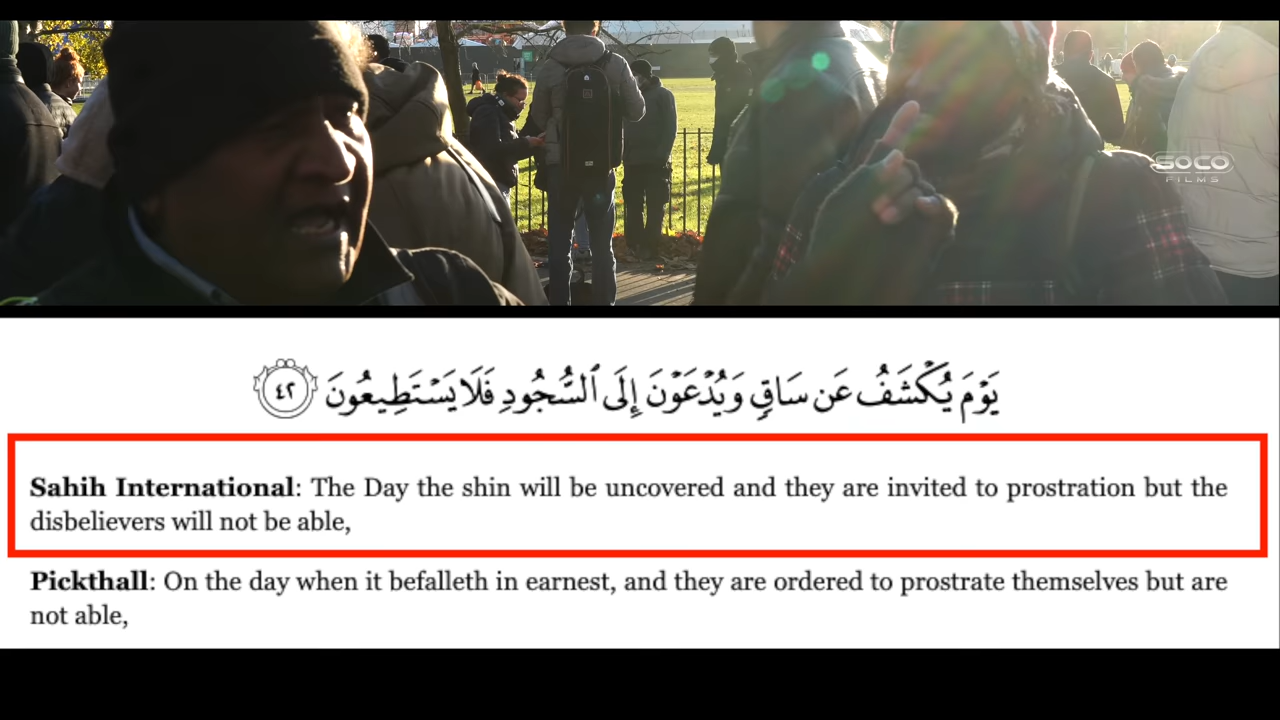 SOCO
FILMS
يَوْمَ يُكْشَفُ عَن سَاقٍ وَيُدْعَوْنَ إِلَى ٱلسُّجُودِ فَلَا يَسْتَطِيعُونَ ٤٢
Sahih International: The Day the shin will be uncovered and they are invited to prostration but the
disbelievers will not be able,
Pickthall: On the day when it befalleth in earnest, and they are ordered to prostrate themselves but are
not able,